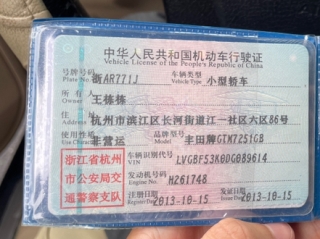 中华人民共和国机动车行驶证
Vehicle License of the People's Republic of China
号牌号码 浙AR771J 车辆类型 小型轿车
Plate No. Vehicle Type
所有人 王栋栋
Owner
住址 杭州市滨江区长河街道江一社区六区86号
Address
使用性质 非营运 品牌型号 丰田牌GTM7251GB
Model
浙江省杭州
市公安局交
通警察支队
车辆识别代号 LVGBF53K0DG089614
VIN
发动机号码 H261748
Engine No.
注册日期 2013-10-15 发证日期 2013-10-15